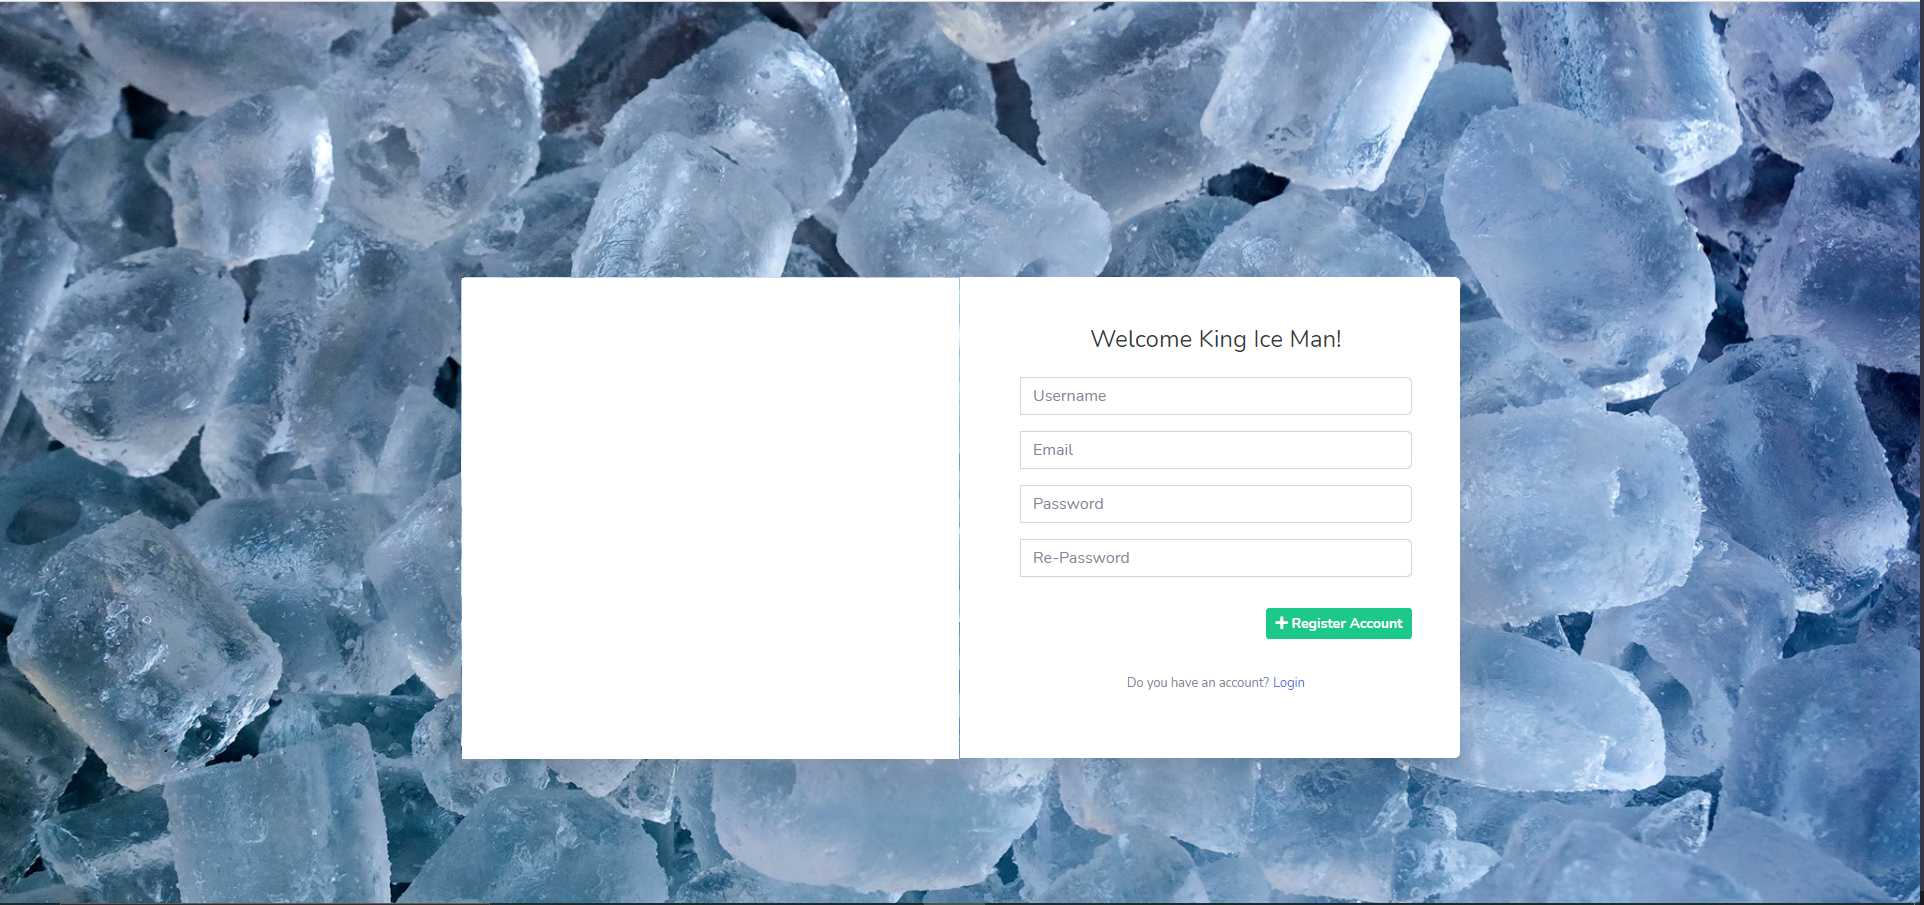 Welcome King Ice Man!
Username
Email
Password
Re-Password
Register Account
Do you have an account? Login